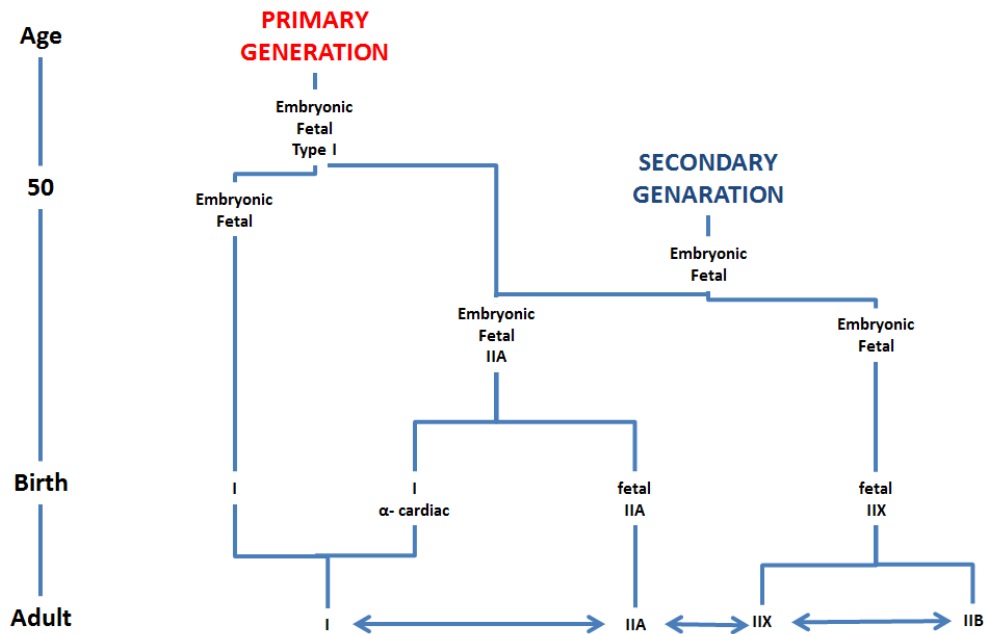 Age
PRIMARY
GENERATION
Embryonic
Fetal
Type I
50
SECONDARY
GENARATION
Embryonic
Fetal
Embryonic
Fetal
Embryonic
Fetal
IIA
Embryonic
Fetal
Birth
I
I
α- cardiac
fetal
IIA
fetal
IIX
Adult
I
IIA
IIX
IIB